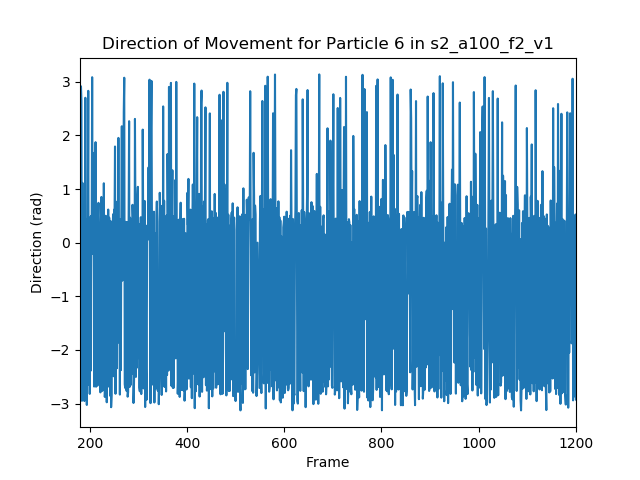 Direction of Movement for Particle 6 in s2_a100_f2_v1
Direction (rad)
3
2
1
0
−1
−2
−3
200 400 600 800 1000 1200
Frame